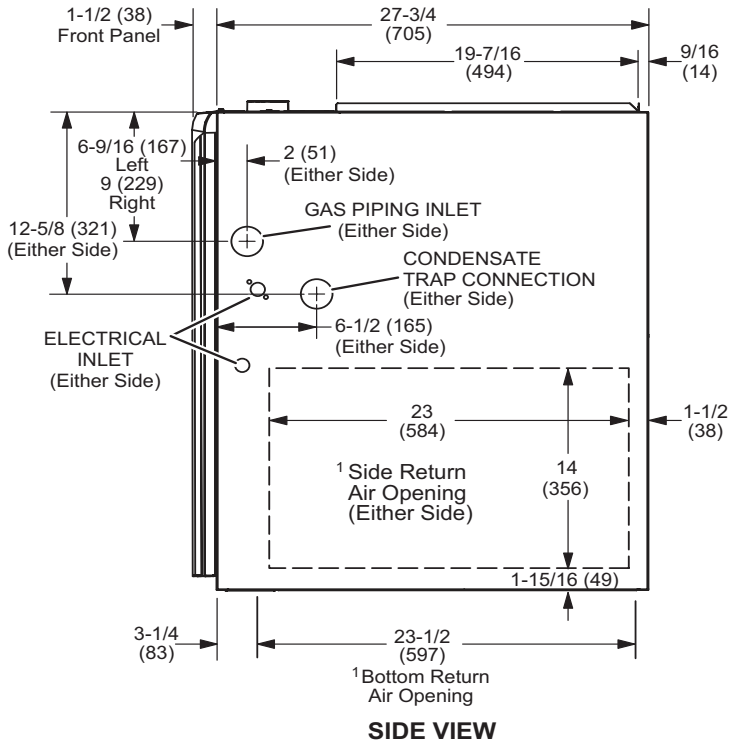 1-1/2 (38)
Front Panel
27-3/4
(705)
19-7/16
(494)
9/16
(14)
6-9/16 (167)
Left
9 (229)
Right
2 (51)
(Either Side)
12-5/8 (321)
(Either Side)
GAS PIPING INLET
(Either Side)
CONDENSATE
TRAP CONNECTION
(Either Side)
6-1/2 (165)
(Either Side)
ELECTRICAL
INLET
(Either Side)
23
(584)
1-1/2
(38)
1 Side Return
Air Opening
(Either Side)
14
(356)
1-15/16 (49)
3-1/4
(83)
23-1/2
(597)
1 Bottom Return
Air Opening
SIDE VIEW